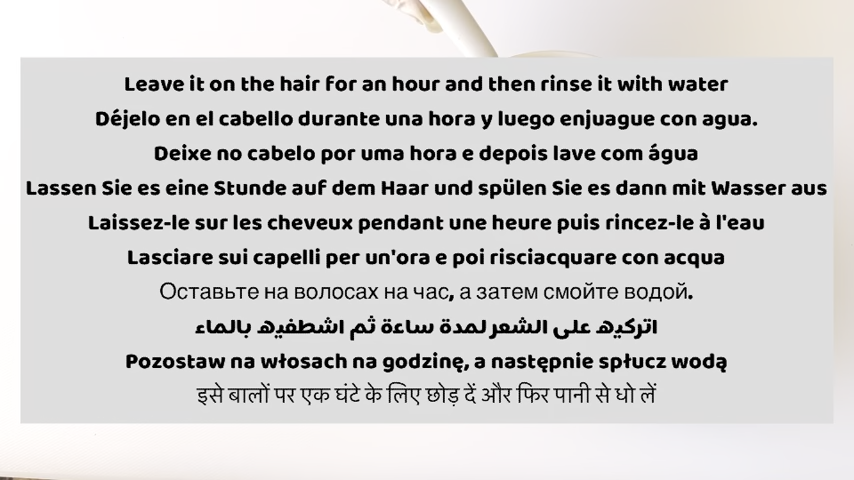 Leave it on the hair for an hour and then rinse it with water
Déjelo en el cabello durante una hora y luego enjuague con agua.
Deixe no cabelo por uma hora e depois lave com água
Lassen Sie es eine Stunde auf dem Haar und spülen Sie es dann mit Wasser aus
Laissez-le sur les cheveux pendant une heure puis rincez-le à l'eau
Lasciare sui capelli per un'ora e poi risciacquare con acqua
Оставьте на волосах на час, а затем смойте водой.
اتركيه على الشعر لمدة ساعة ثم اشطفيه بالماء
Pozostaw na włosach na godzinę, a następnie spłucz wodą
इसे बालों पर एक घंटे के लिए छोड़ दें और फिर पानी से धो लें